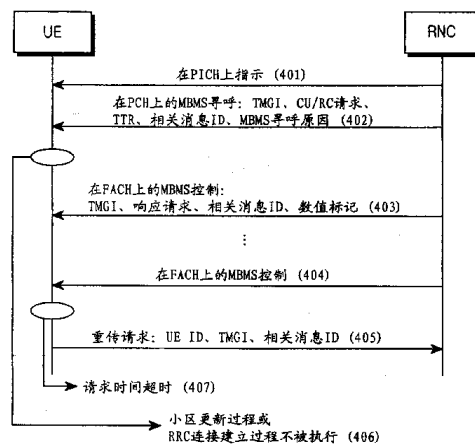 UE
RNC
在PICH上指示 (401)
在PCH上的MBMS寻呼: TMGI、CU/RC请求、
TTR、相关消息ID、MBMS寻呼原因 (402)
在FACH上的MBMS控制:
TMGI、响应请求、相关消息ID、数值标记 (403)
⋮
在FACH上的MBMS控制 (404)
重传请求: UE ID、TMGI、相关消息ID (405)
请求时间超时 (407)
小区更新过程或
RRC连接建立过程不被执行 (406)